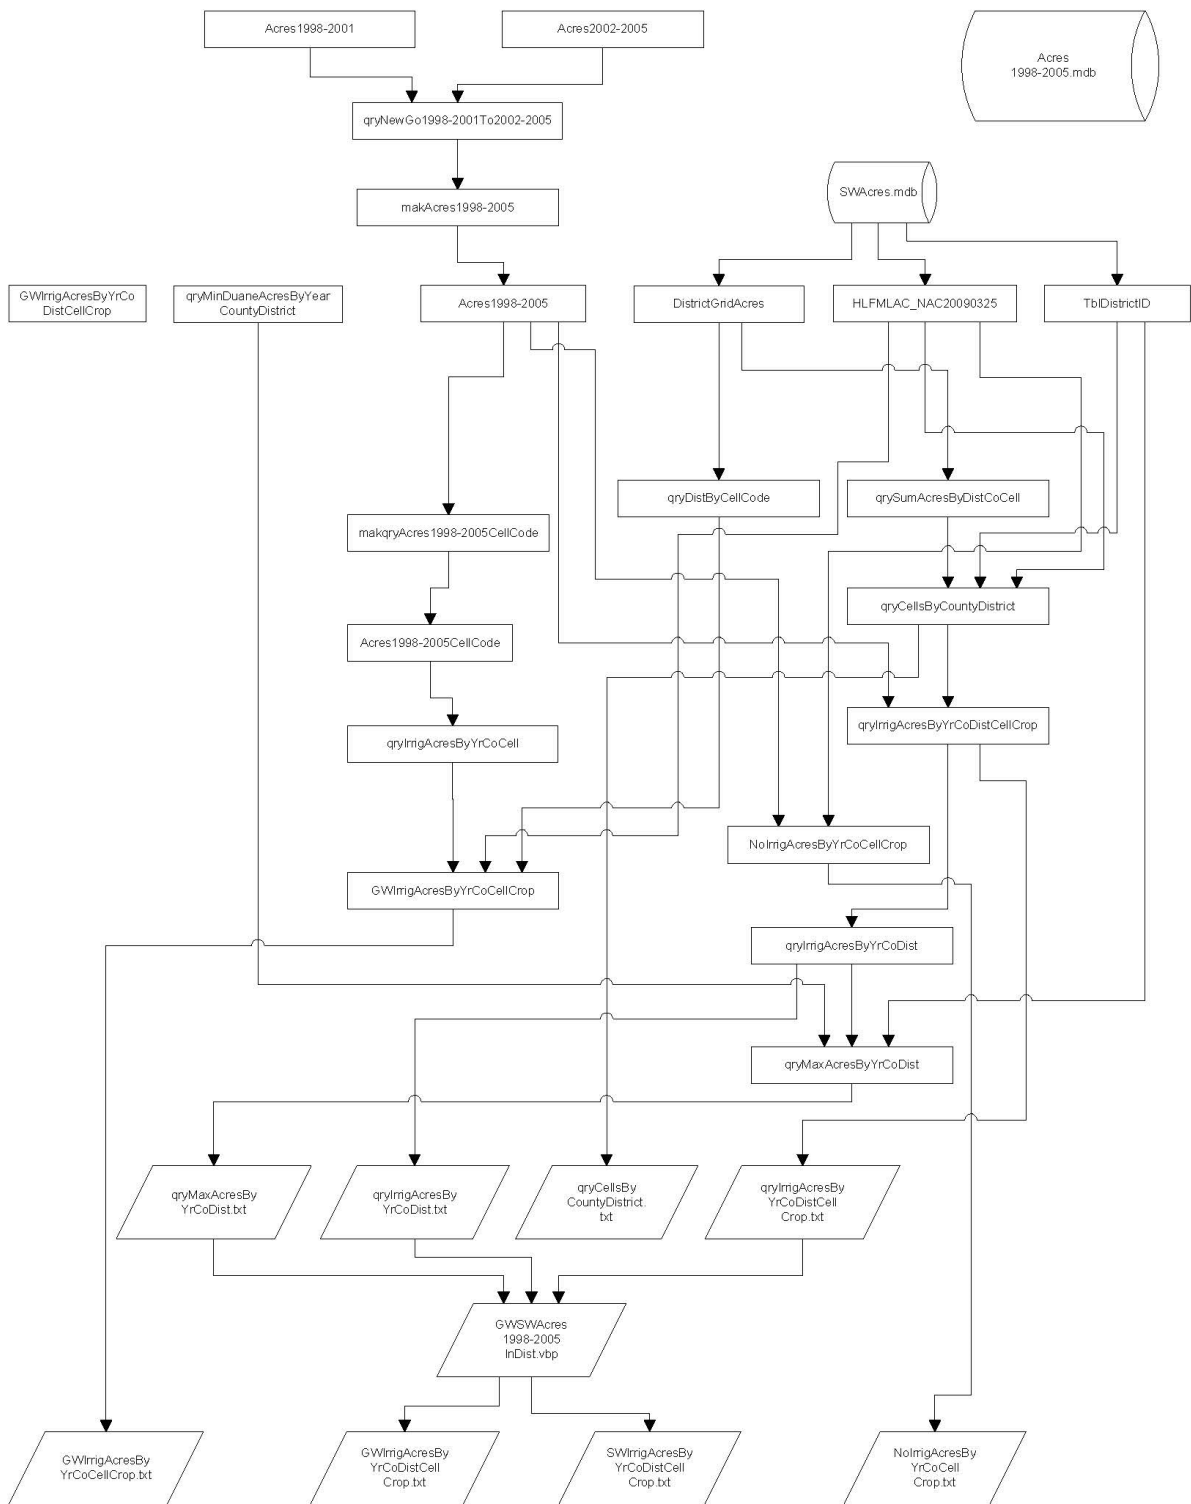 Acres1998-2001
Acres2002-2005
Acres
1998-2005.mdb
qryNewGo1998-2001To2002-2005
SWAcres.mdb
makAcres1998-2005
GWIrrigAcresByYrCo
DistCellCrop
qryMinDuaneAcresByYear
CountyDistrict
Acres1998-2005
DistrictGridAcres
HLFMLAC_NAC20090325
TblDistrictID
qryDistByCellCode
qrySumAcresByDistCoCell
makqryAcres1998-2005CellCode
qryCellsByCountyDistrict
Acres1998-2005CellCode
qryIrrigAcresByYrCoDistCellCrop
qryIrrigAcresByYrCoCell
NoIrrigAcresByYrCoCellCrop
GWIrrigAcresByYrCoCellCrop
qryIrrigAcresByYrCoDist
qryMaxAcresByYrCoDist
qryMaxAcresBy
YrCoDist.txt
qryIrrigAcresBy
YrCoDist.txt
qryCellsBy
CountyDistrict.
txt
qryIrrigAcresBy
YrCoDistCell
Crop.txt
GWSWAcres
1998-2005
InDist.vbp
GWIrrigAcresBy
YrCoCellCrop.txt
GWIrrigAcresBy
YrCoDistCell
Crop.txt
SWIrrigAcresBy
YrCoDistCell
Crop.txt
NoIrrigAcresBy
YrCoCell
Crop.txt